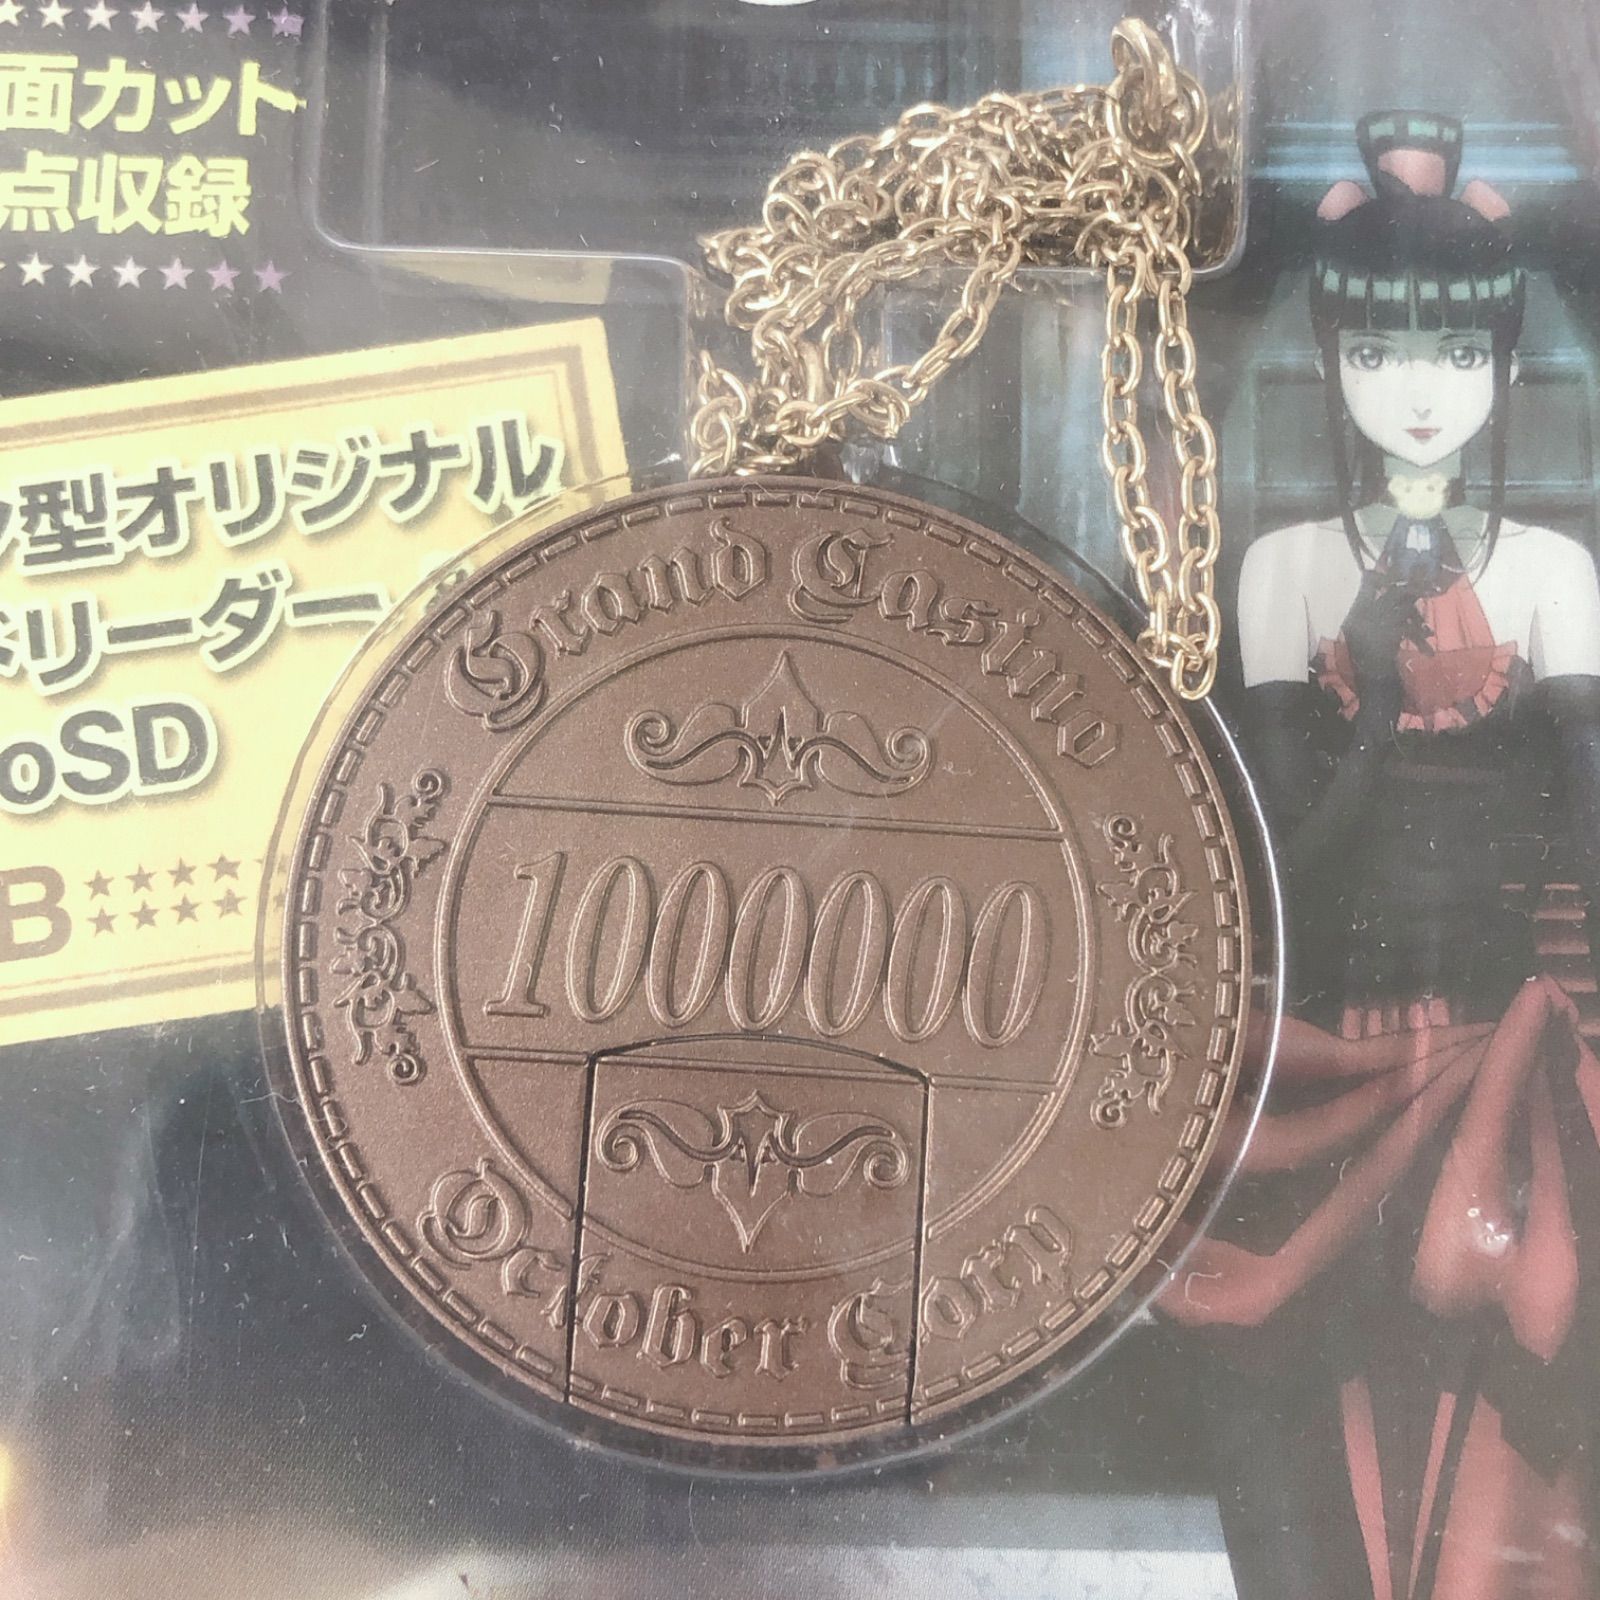 面カット
点収録
型オリジナル
リーダー
oSD
B
Grand Casino
1000000
October Corp